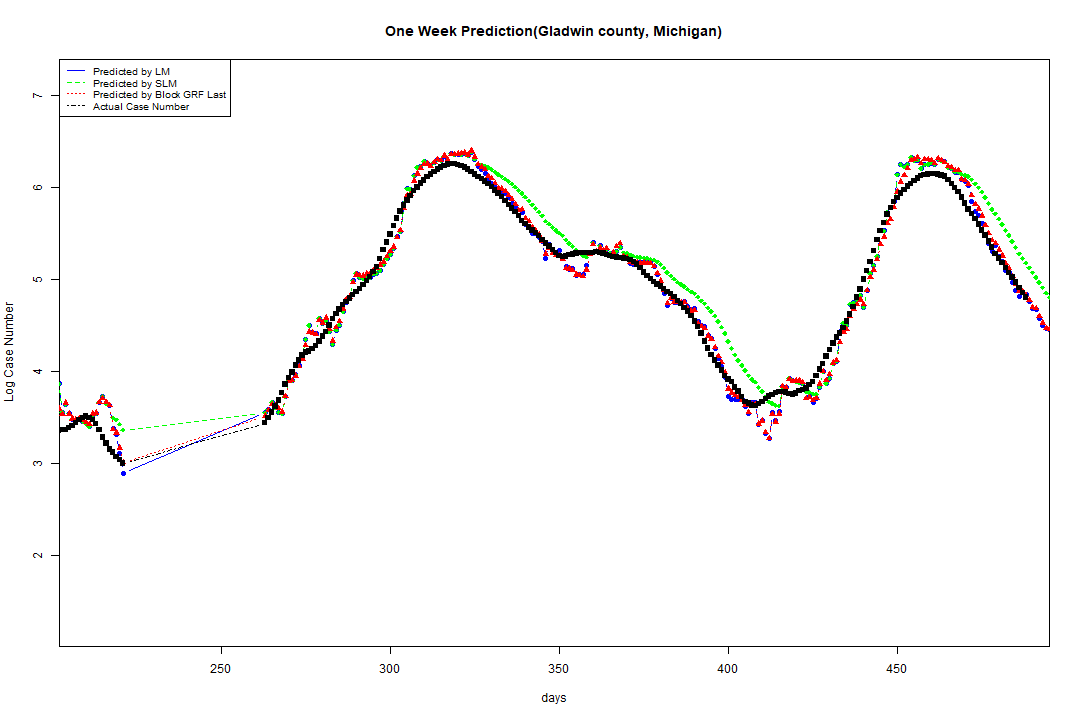 One Week Prediction(Gladwin county, Michigan)
Predicted by LM
Predicted by SLM
Predicted by Block GRF Last
Actual Case Number
7
6
5
4
3
2
Log Case Number
250
300
350
400
450
days